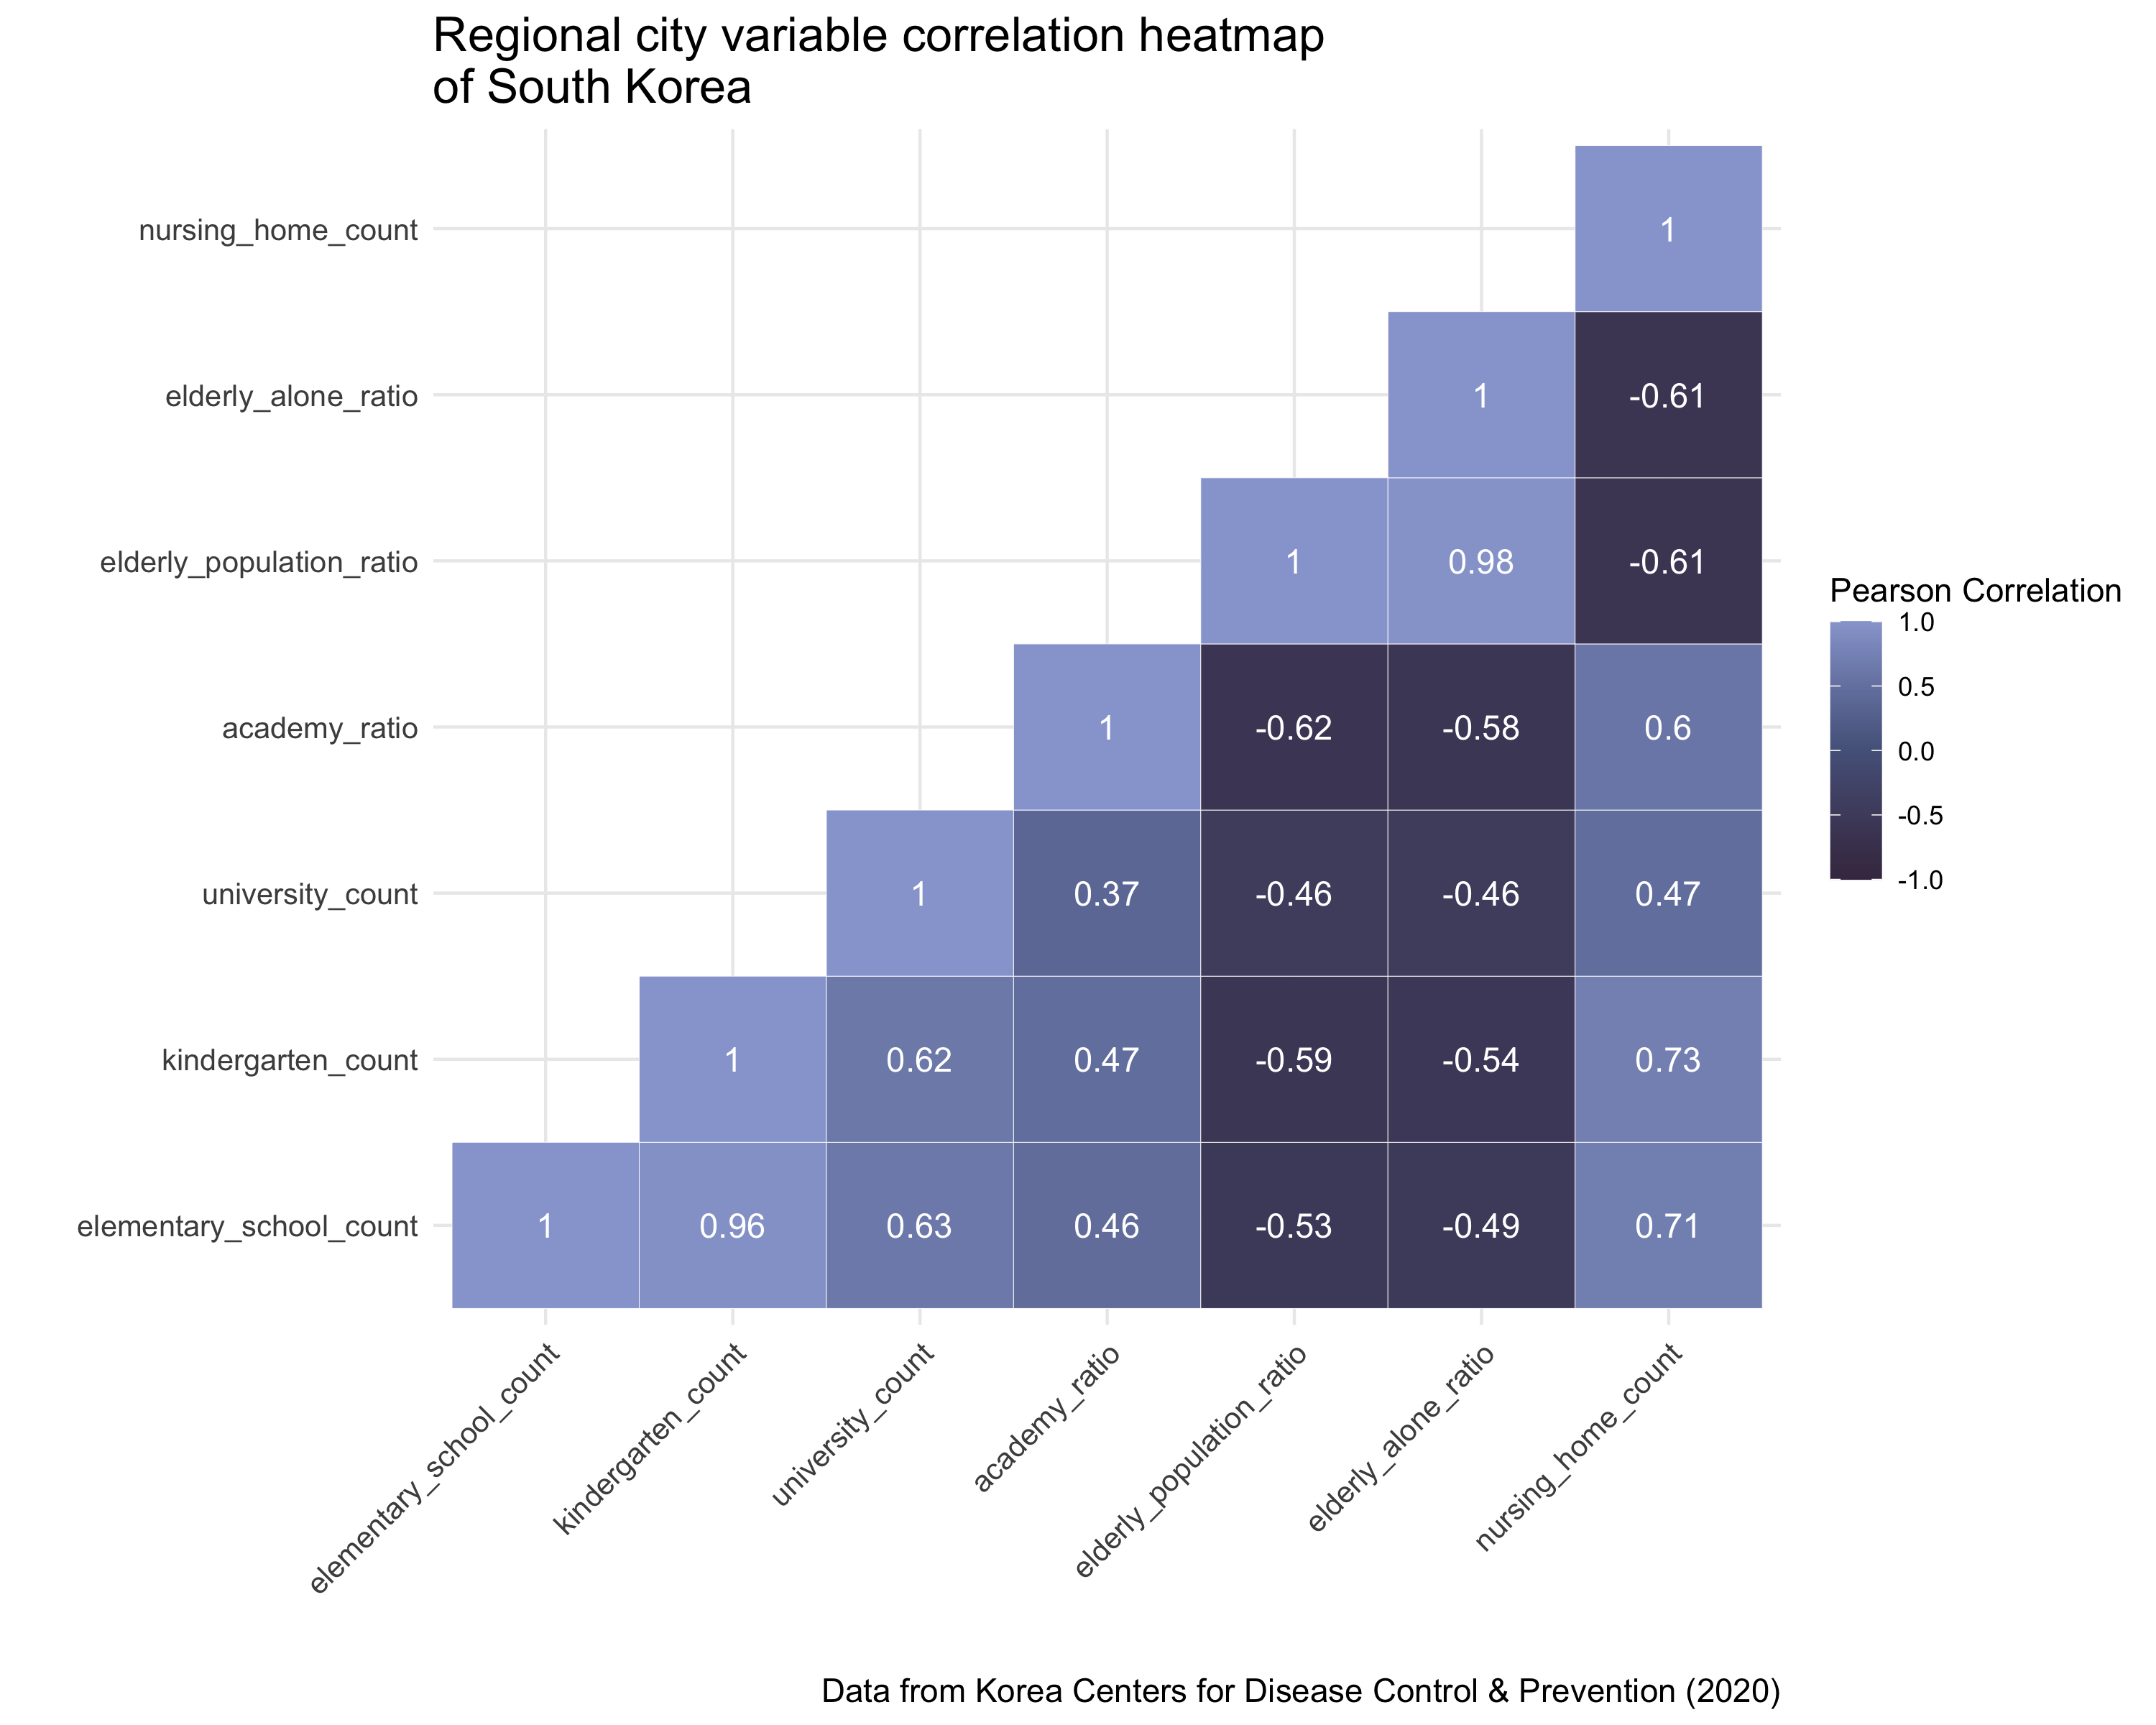 Regional city variable correlation heatmap
of South Korea
nursing_home_count
1
elderly_alone_ratio
1
-0.61
elderly_population_ratio
1
0.98
-0.61
academy_ratio
1
-0.62
-0.58
0.6
university_count
1
0.37
-0.46
-0.46
0.47
kindergarten_count
1
0.62
0.47
-0.59
-0.54
0.73
elementary_school_count
1
0.96
0.63
0.46
-0.53
-0.49
0.71
elementary_school_count
kindergarten_count
university_count
academy_ratio
elderly_population_ratio
elderly_alone_ratio
nursing_home_count
Pearson Correlation
1.0
0.5
0.0
-0.5
-1.0
Data from Korea Centers for Disease Control & Prevention (2020)